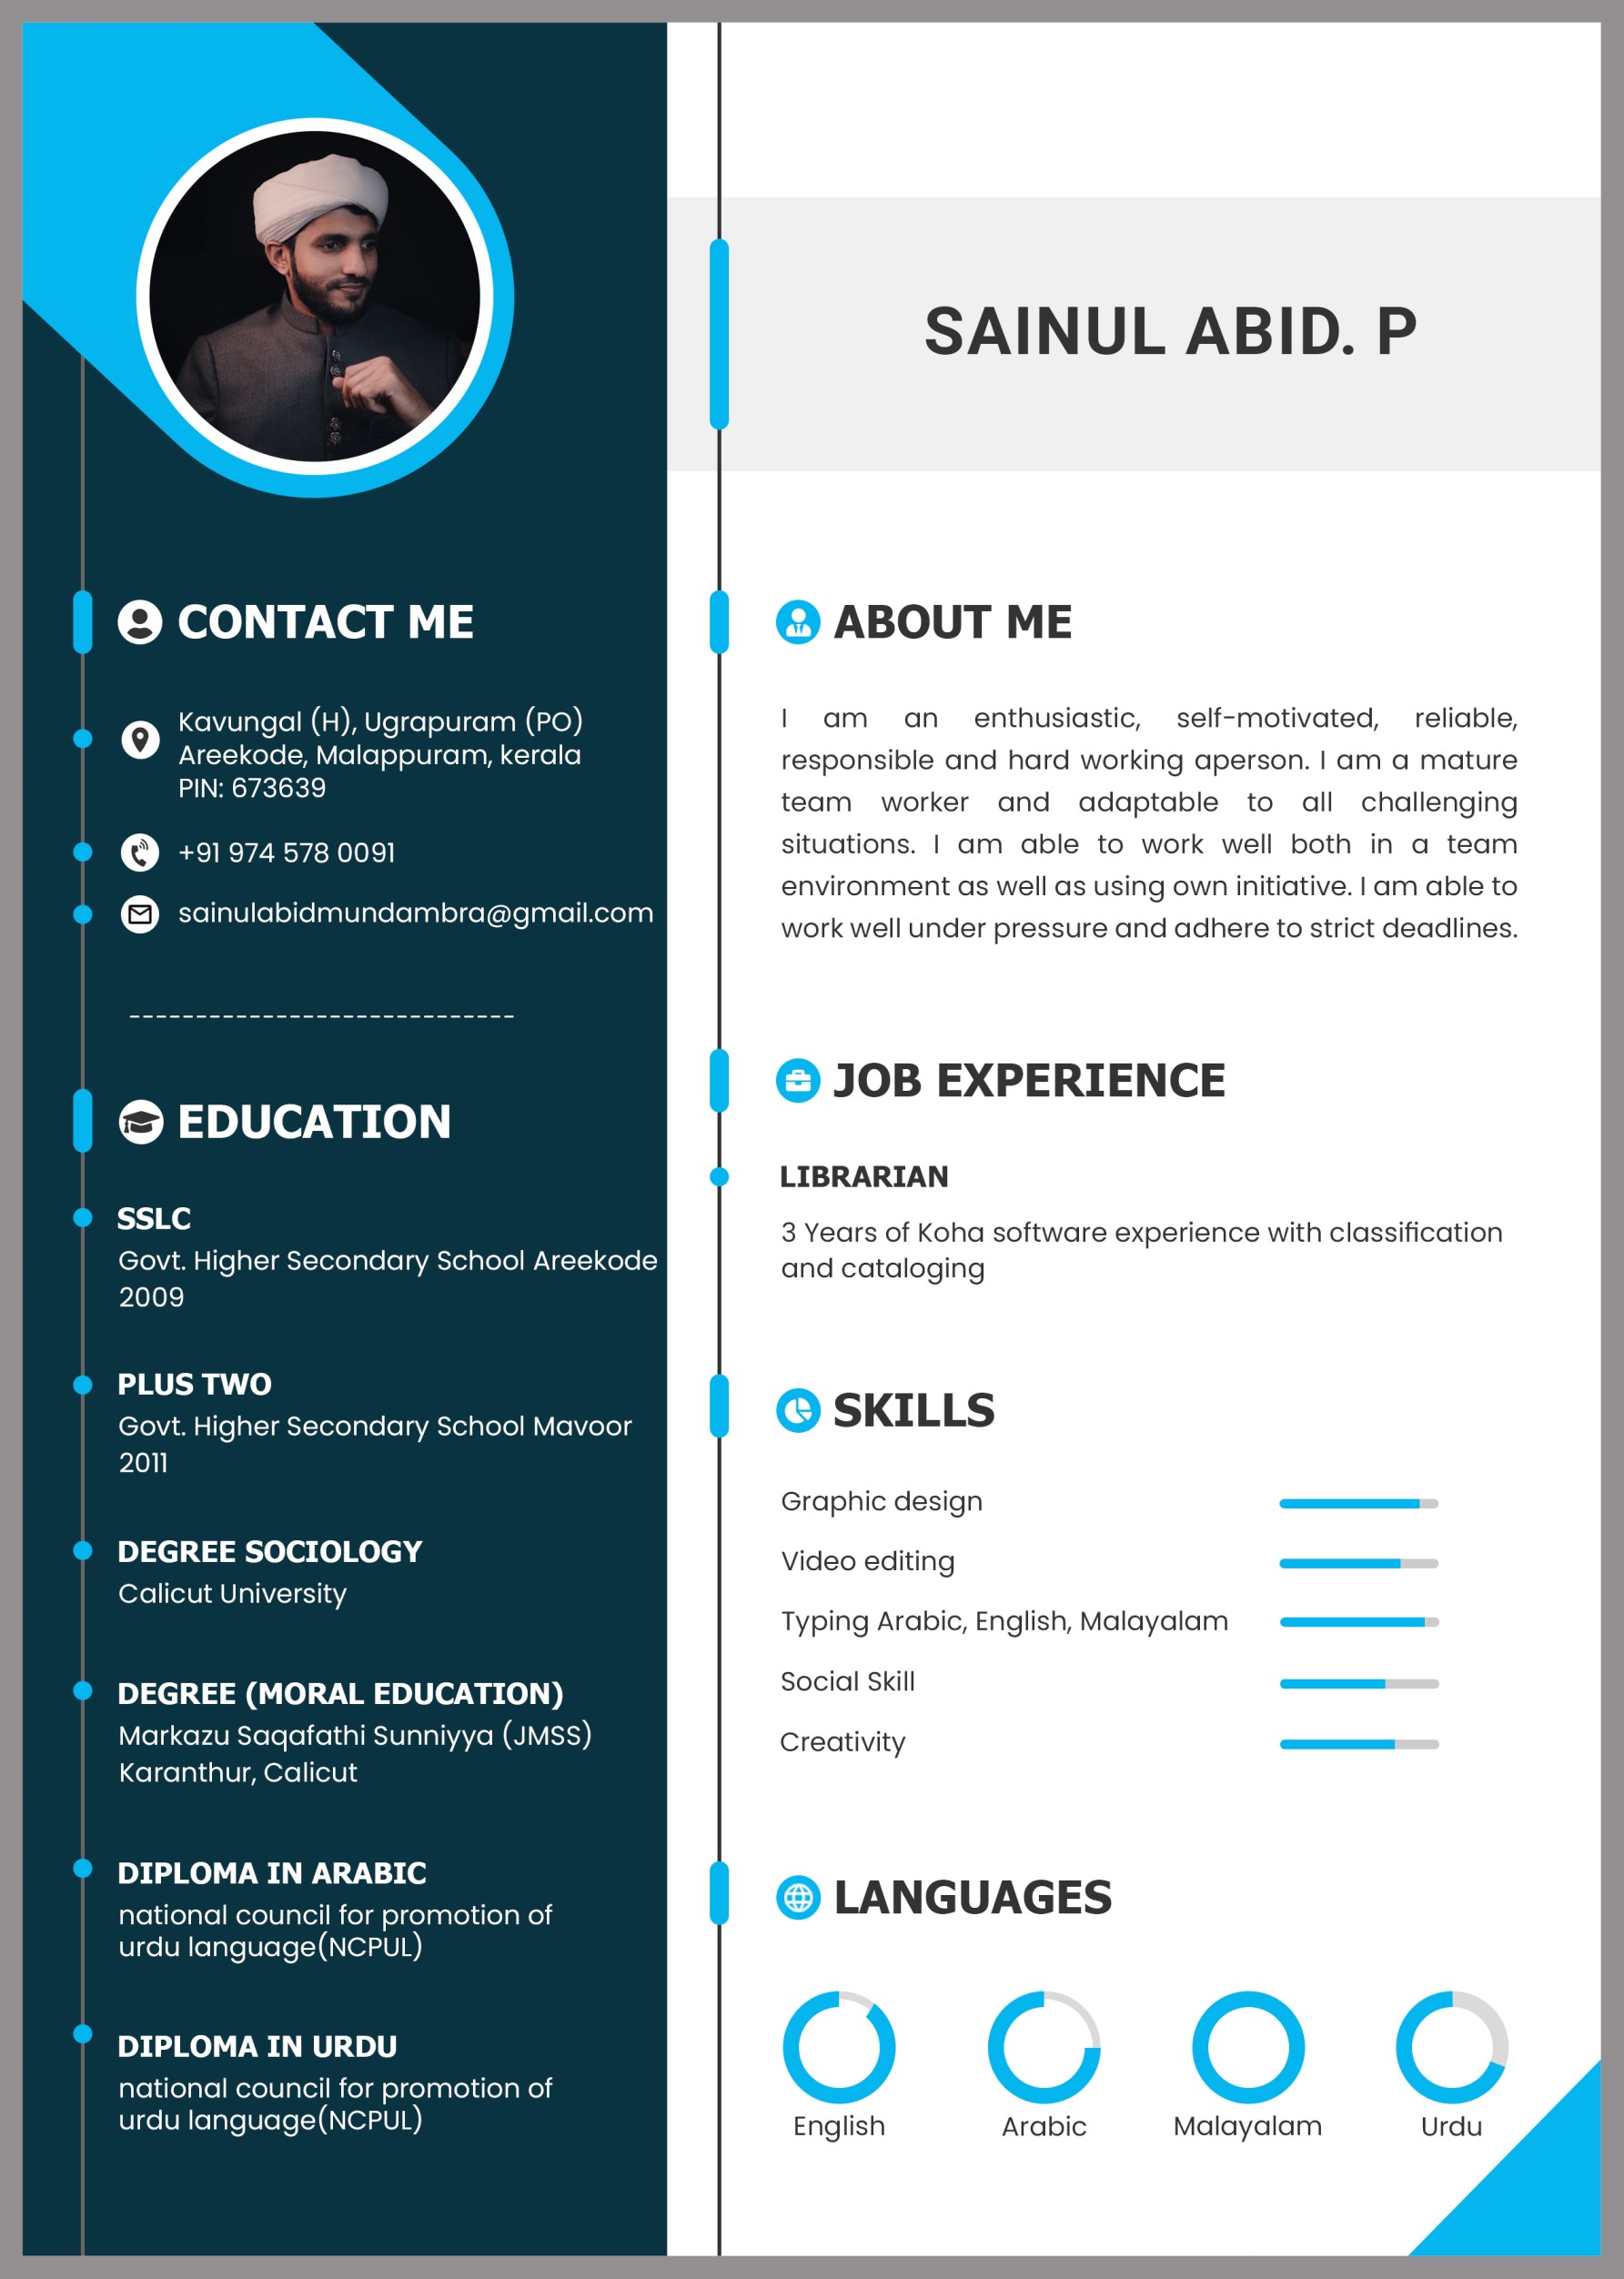 SAINUL ABID. P
CONTACT ME
Kavungal (H), Ugrapuram (PO)
Areekode, Malappuram, kerala
PIN: 673639
+91 974 578 0091
sainulabidmundambra@gmail.com
-----------------------------
EDUCATION
SSLC
Govt. Higher Secondary School Areekode
2009
PLUS TWO
Govt. Higher Secondary School Mavoor
2011
DEGREE SOCIOLOGY
Calicut University
DEGREE (MORAL EDUCATION)
Markazu Saqafathi Sunniyya (JMSS)
Karanthur, Calicut
DIPLOMA IN ARABIC
national council for promotion of
urdu language(NCPUL)
DIPLOMA IN URDU
national council for promotion of
urdu language(NCPUL)
ABOUT ME
I am an enthusiastic, self-motivated, reliable,
responsible and hard working aperson. I am a mature
team worker and adaptable to all challenging
situations. I am able to work well both in a team
environment as well as using own initiative. I am able to
work well under pressure and adhere to strict deadlines.
JOB EXPERIENCE
LIBRARIAN
3 Years of Koha software experience with classification
and cataloging
SKILLS
Graphic design
Video editing
Typing Arabic, English, Malayalam
Social Skill
Creativity
LANGUAGES
English
Arabic
Malayalam
Urdu